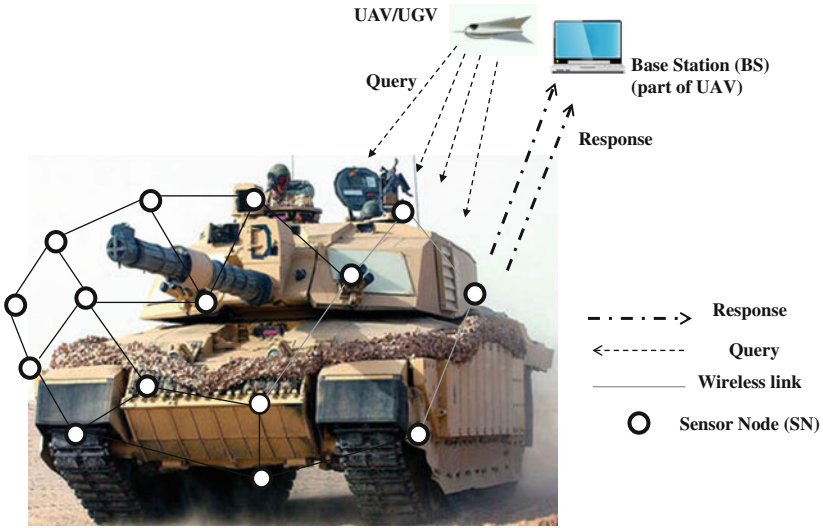 UAV/UGV
Query
Base Station (BS)
(part of UAV)
Response
Response
Query
Wireless link
Sensor Node (SN)